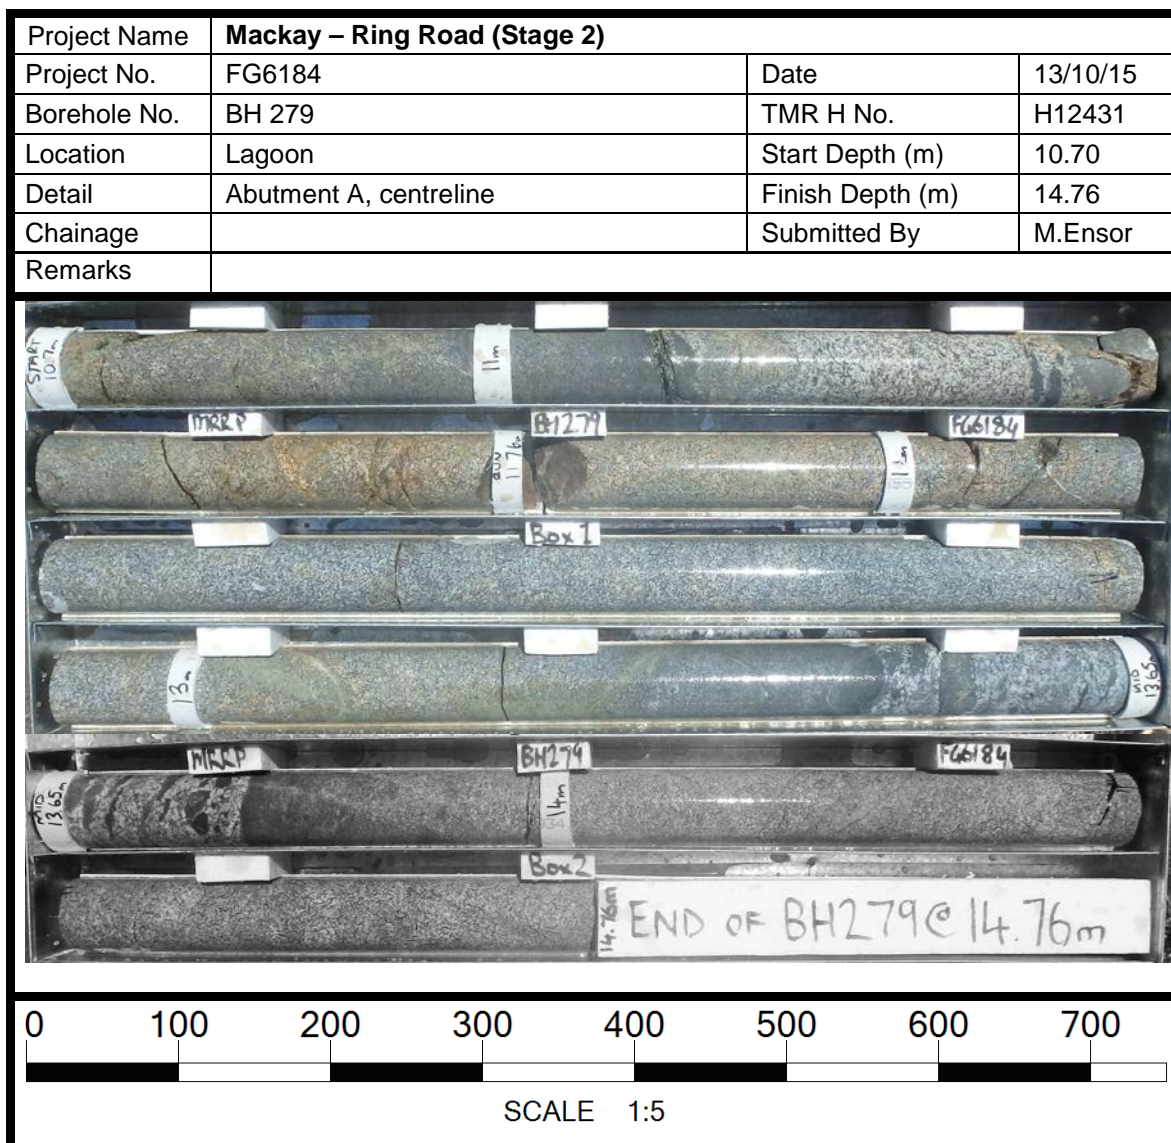 Project Name Mackay – Ring Road (Stage 2)
Project No. FG6184 Date 13/10/15
Borehole No. BH 279 TMR H No. H12431
Location Lagoon Start Depth (m) 10.70
Detail Abutment A, centreline Finish Depth (m) 14.76
Chainage Submitted By M.Ensor
Remarks
START 10.7m 11m
MRRP BH279 FG6184
RUN 11.76m
Box 1
13m MID 13.65m
MRRP BH279 FG6184
MID 13.65m 14m
Box 2
14.76m END OF BH279@14.76m
0 100 200 300 400 500 600 700
SCALE 1:5